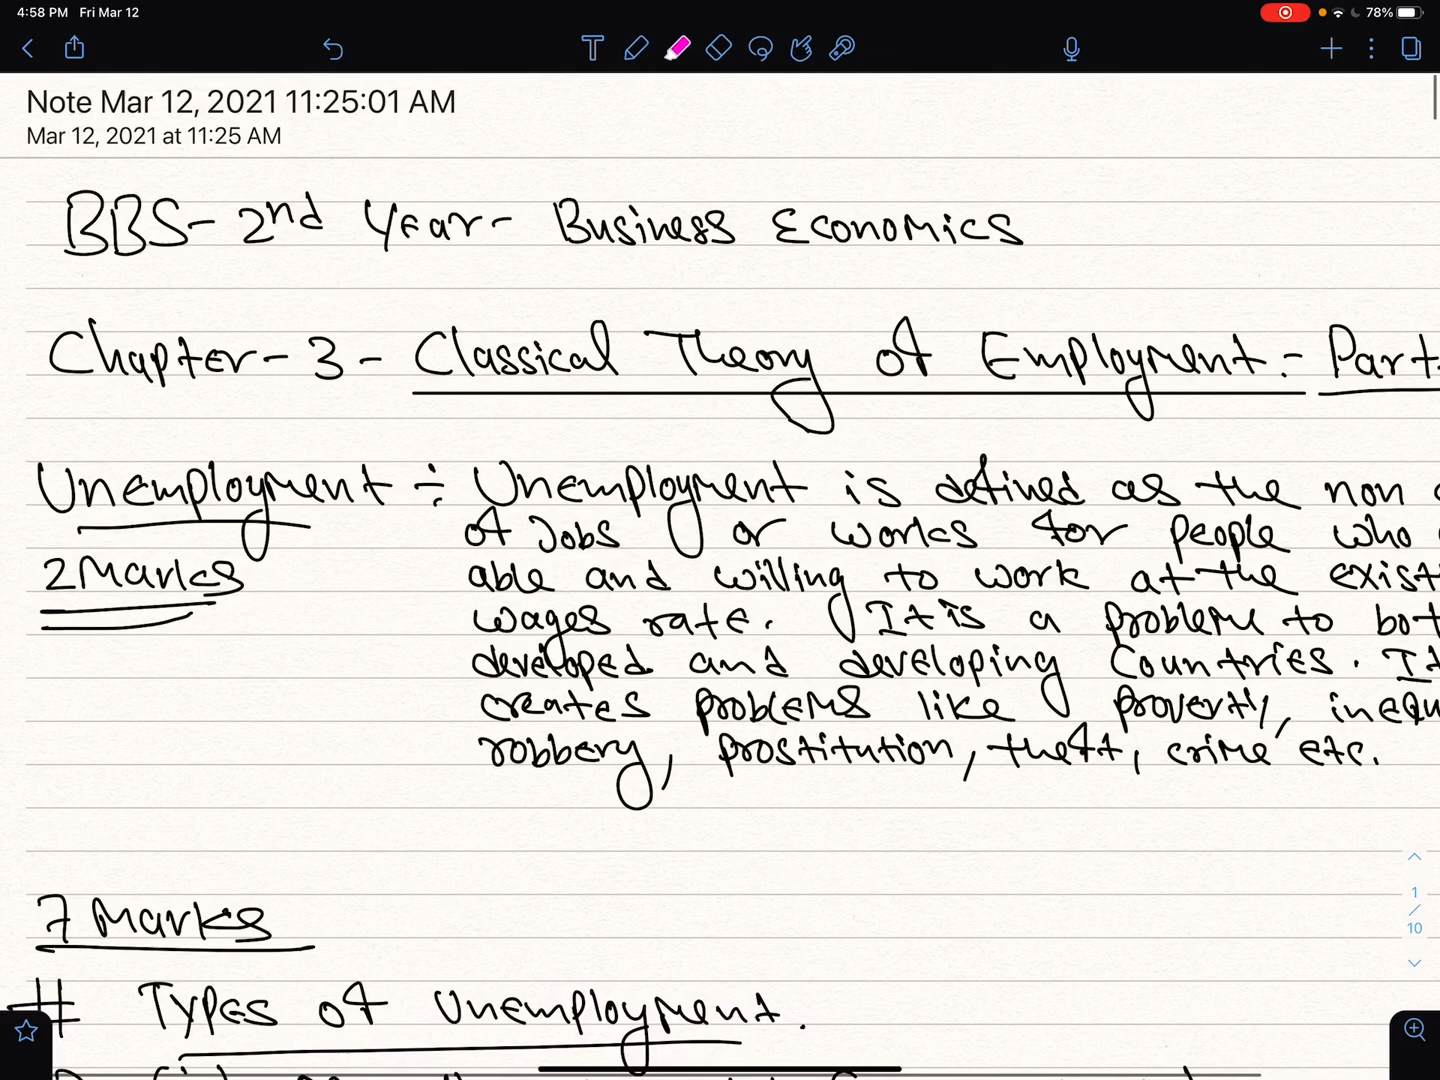 4:58 PM Fri Mar 12
78%
Note Mar 12, 2021 11:25:01 AM
Mar 12, 2021 at 11:25 AM
BBS- 2nd Year- Business Economics
Chapter-3- Classical Theory of Employment:- Part
Unemployment ÷ Unemployment is defined as the non
of Jobs or works for people who
2 Marks
able and willing to work at the exist
wages rate. It is a problem to bot
developed and developing Countries. It
creates problems like proverty, inequ
robbery, prostitution, theft, crime etc.
7 Marks
# Types of Unemployment.
1
/
10